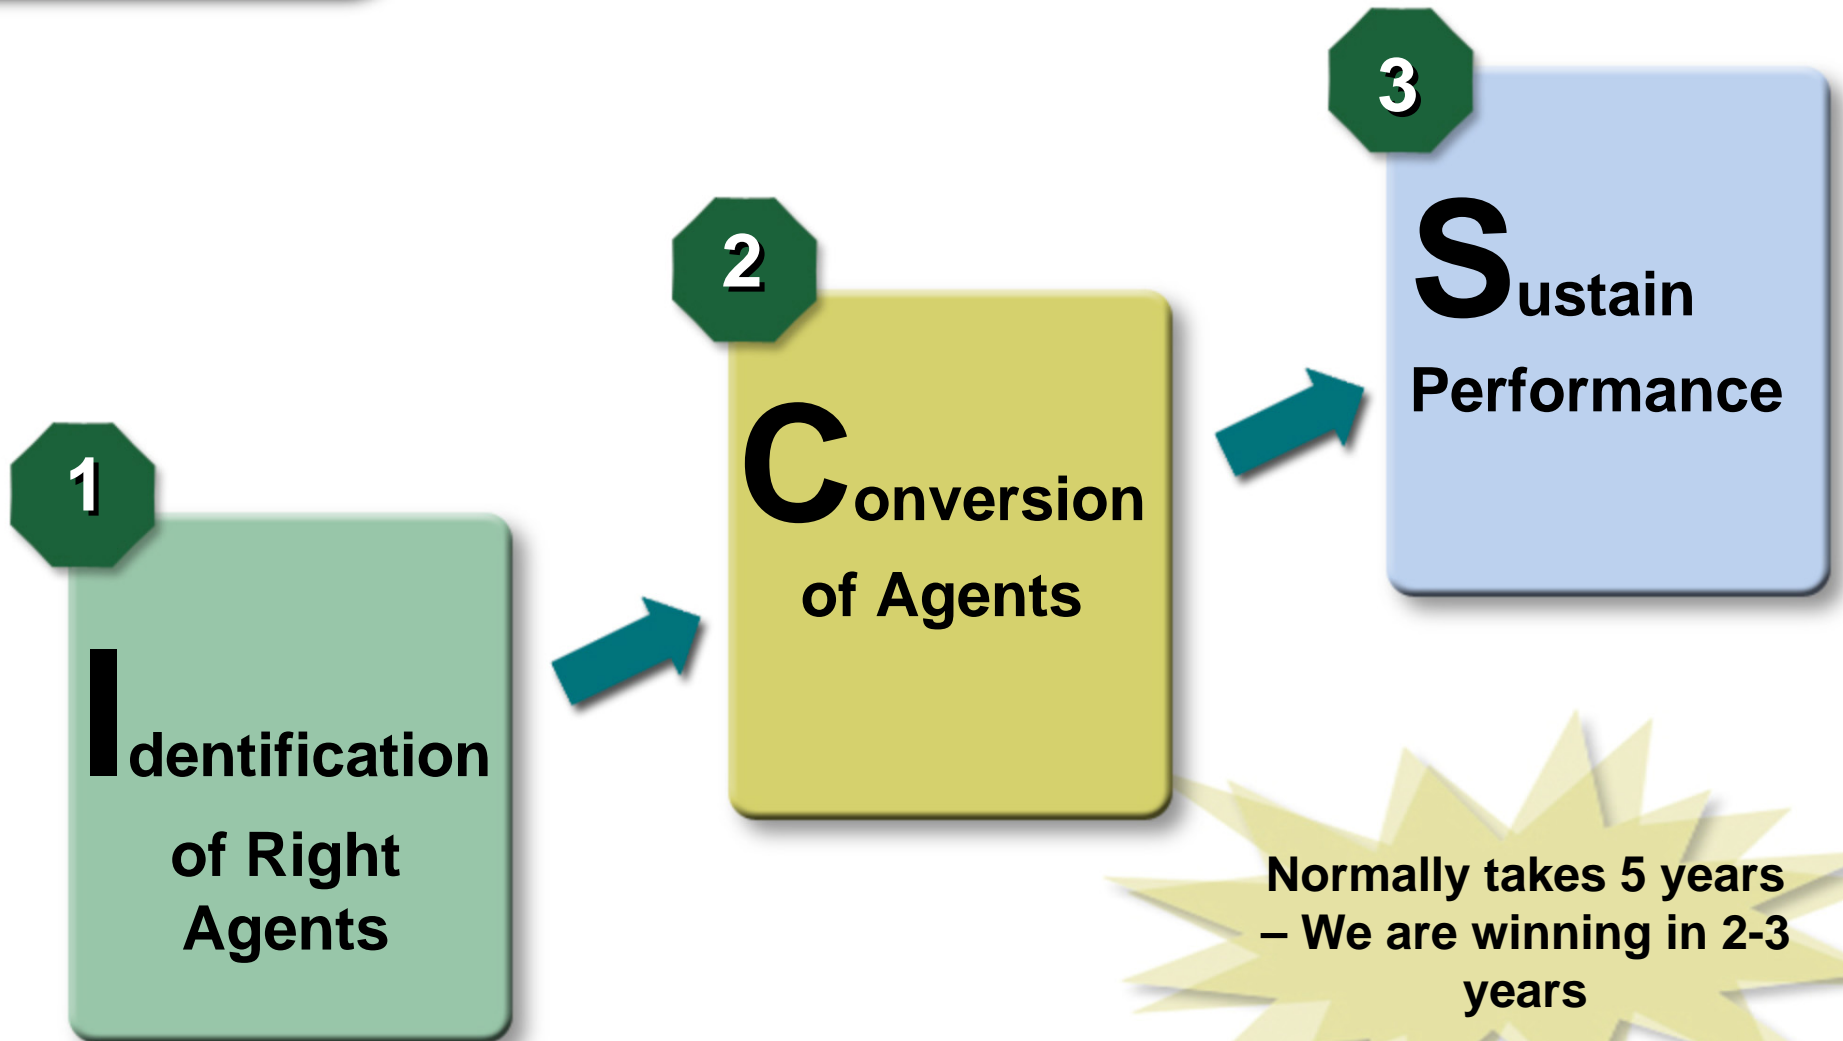 1
Identification
of Right
Agents
2
Conversion
of Agents
3
Sustain
Performance
Normally takes 5 years
– We are winning in 2-3
years